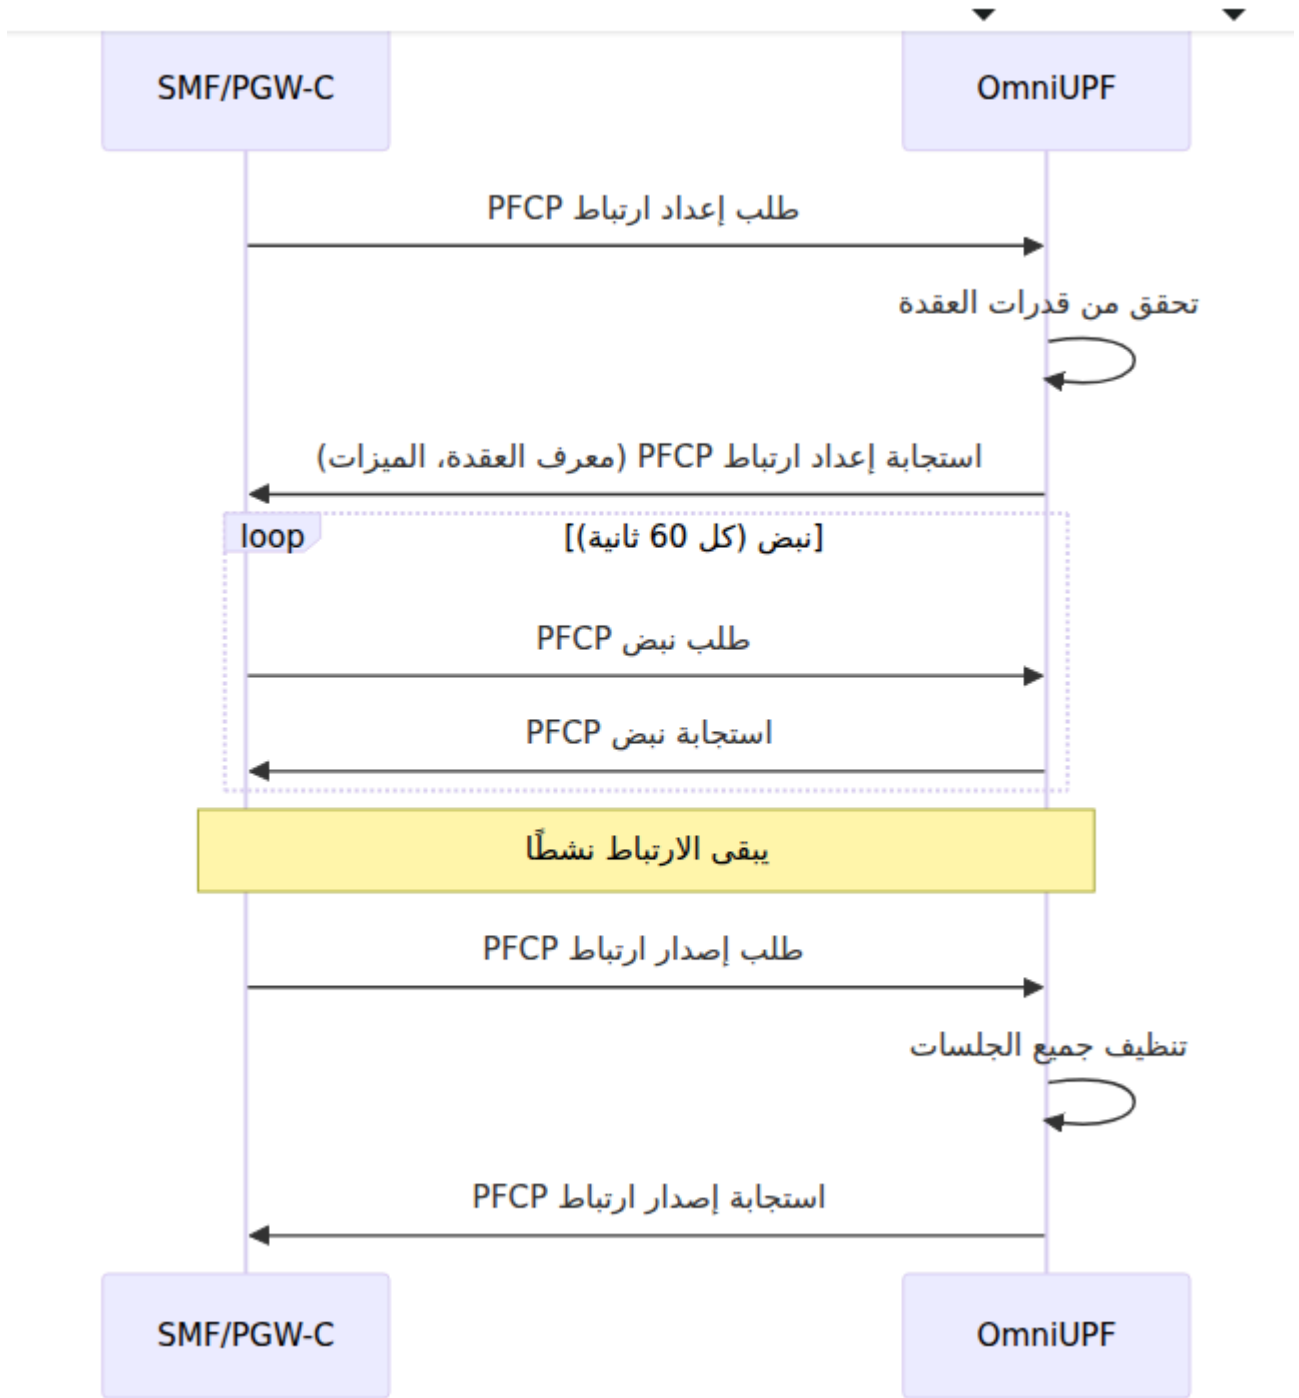 SMF/PGW-C
OmniUPF
طلب إعداد ارتباط PFCP
تحقق من قدرات العقدة
استجابة إعداد ارتباط PFCP (معرف العقدة، الميزات)
loop
[نبض (كل 60 ثانية)]
طلب نبض PFCP
استجابة نبض PFCP
يبقى الارتباط نشطًا
طلب إصدار ارتباط PFCP
تنظيف جميع الجلسات
استجابة إصدار ارتباط PFCP
SMF/PGW-C
OmniUPF